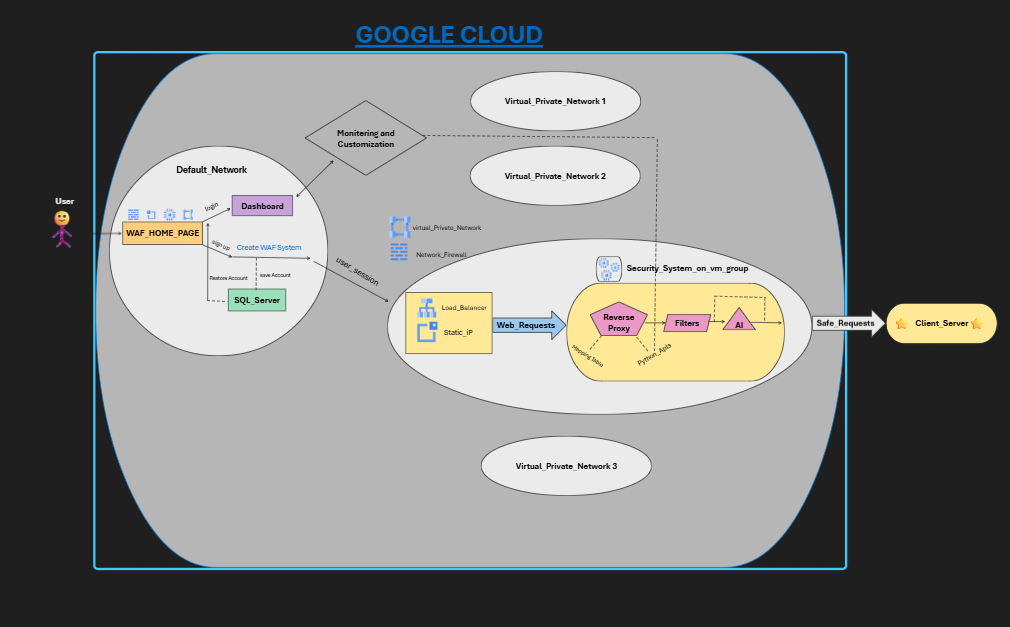 GOOGLE CLOUD
Virtual_Private_Network 1
Monitering and
Customization
Default_Network
Virtual_Private_Network 2
User
login
Dashboard
WAF_HOME_PAGE
virtual_Private_Network
sign up
Create WAF System
Network_Firewall
user_session
Restore Account
save Account
Security_System_on_vm_group
SQL_Server
Load_Balancer
Static_iP
Web_Requests
Reverse
Proxy
Filters
AI
Mapping Table
Python_Apis
Safe_Requests
Client_Server
Virtual_Private_Network 3